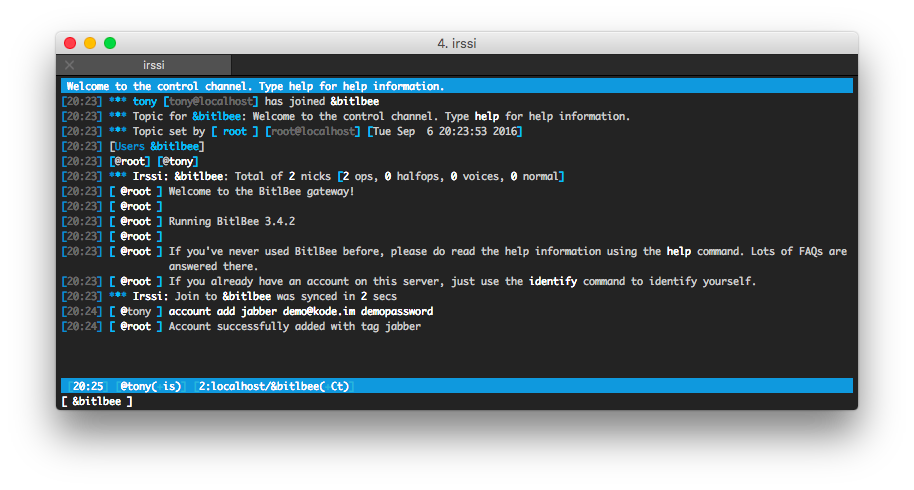 4. irssi
irssi
Welcome to the control channel. Type help for help information.
[20:23] *** tony [tony@localhost] has joined &bitlbee
[20:23] *** Topic for &bitlbee: Welcome to the control channel. Type help for help information.
[20:23] *** Topic set by [ root ] [root@localhost] [Tue Sep  6 20:23:53 2016]
[20:23] [Users &bitlbee]
[20:23] [@root] [@tony]
[20:23] *** Irssi: &bitlbee: Total of 2 nicks [2 ops, 0 halfops, 0 voices, 0 normal]
[20:23] [ @root ] Welcome to the BitlBee gateway!
[20:23] [ @root ]
[20:23] [ @root ] Running BitlBee 3.4.2
[20:23] [ @root ]
[20:23] [ @root ] If you've never used BitlBee before, please do read the help information using the help command. Lots of FAQs are
answered there.
[20:23] [ @root ] If you already have an account on this server, just use the identify command to identify yourself.
[20:23] *** Irssi: Join to &bitlbee was synced in 2 secs
[20:24] [ @tony ] account add jabber demo@kode.im demopassword
[20:24] [ @root ] Account successfully added with tag jabber
[20:25] [@tony(+is)] [2:localhost/&bitlbee(+Ct)]
[ &bitlbee ]